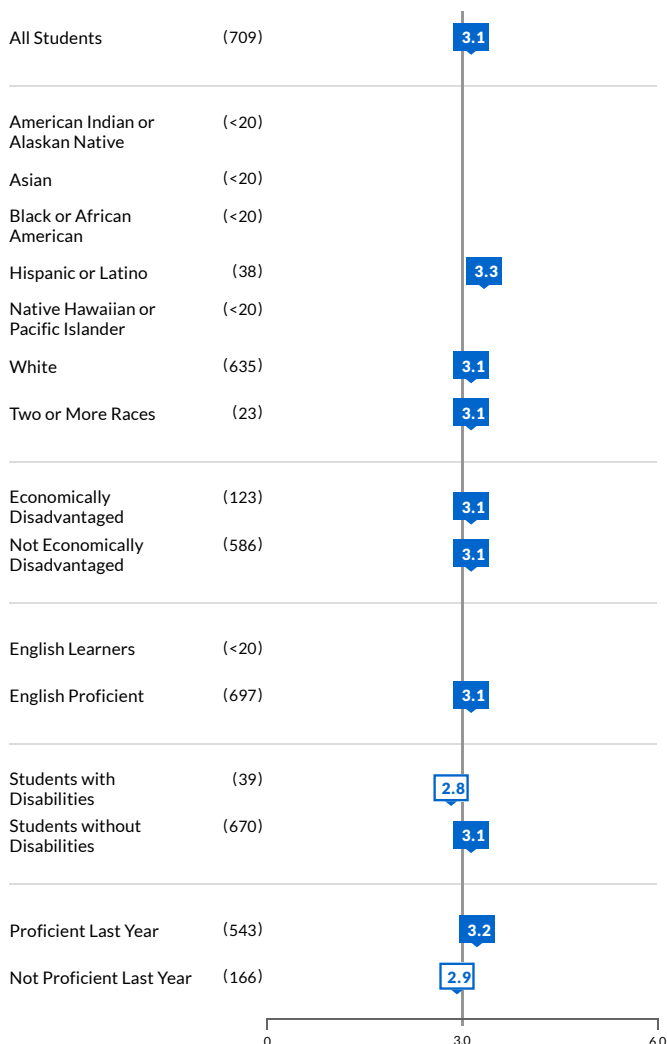 All Students (709) 3.1
American Indian or (<20)
Alaskan Native
Asian (<20)
Black or African (<20)
American
Hispanic or Latino (38) 3.3
Native Hawaiian or (<20)
Pacific Islander
White (635) 3.1
Two or More Races (23) 3.1
Economically (123) 3.1
Disadvantaged
Not Economically (586) 3.1
Disadvantaged
English Learners (<20)
English Proficient (697) 3.1
Students with (39) 2.8
Disabilities
Students without (670) 3.1
Disabilities
Proficient Last Year (543) 3.2
Not Proficient Last Year (166) 2.9
0 3.0 6.0